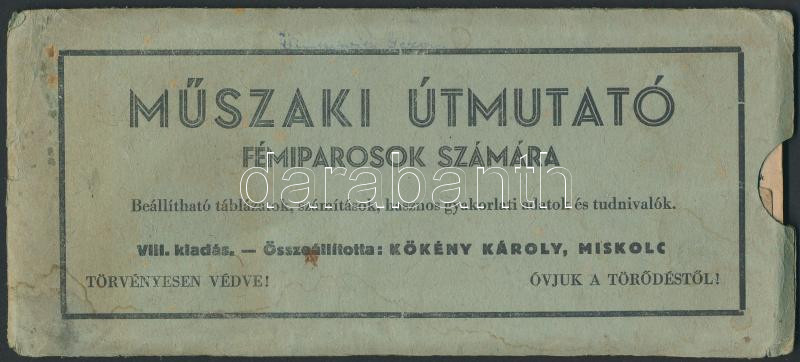 MŰSZAKI ÚTMUTATÓ
FÉMIPAROSOK SZÁMÁRA
darabanth
Beállítható táblázatok, számítások, hasznos gyakorlati adatok és tudnivalók.
VIII. kiadás. — Összeállította: KÖKÉNY KÁROLY, MISKOLC
TÖRVÉNYESEN VÉDVE! ÓVJUK A TÖRŐDÉSTŐL!